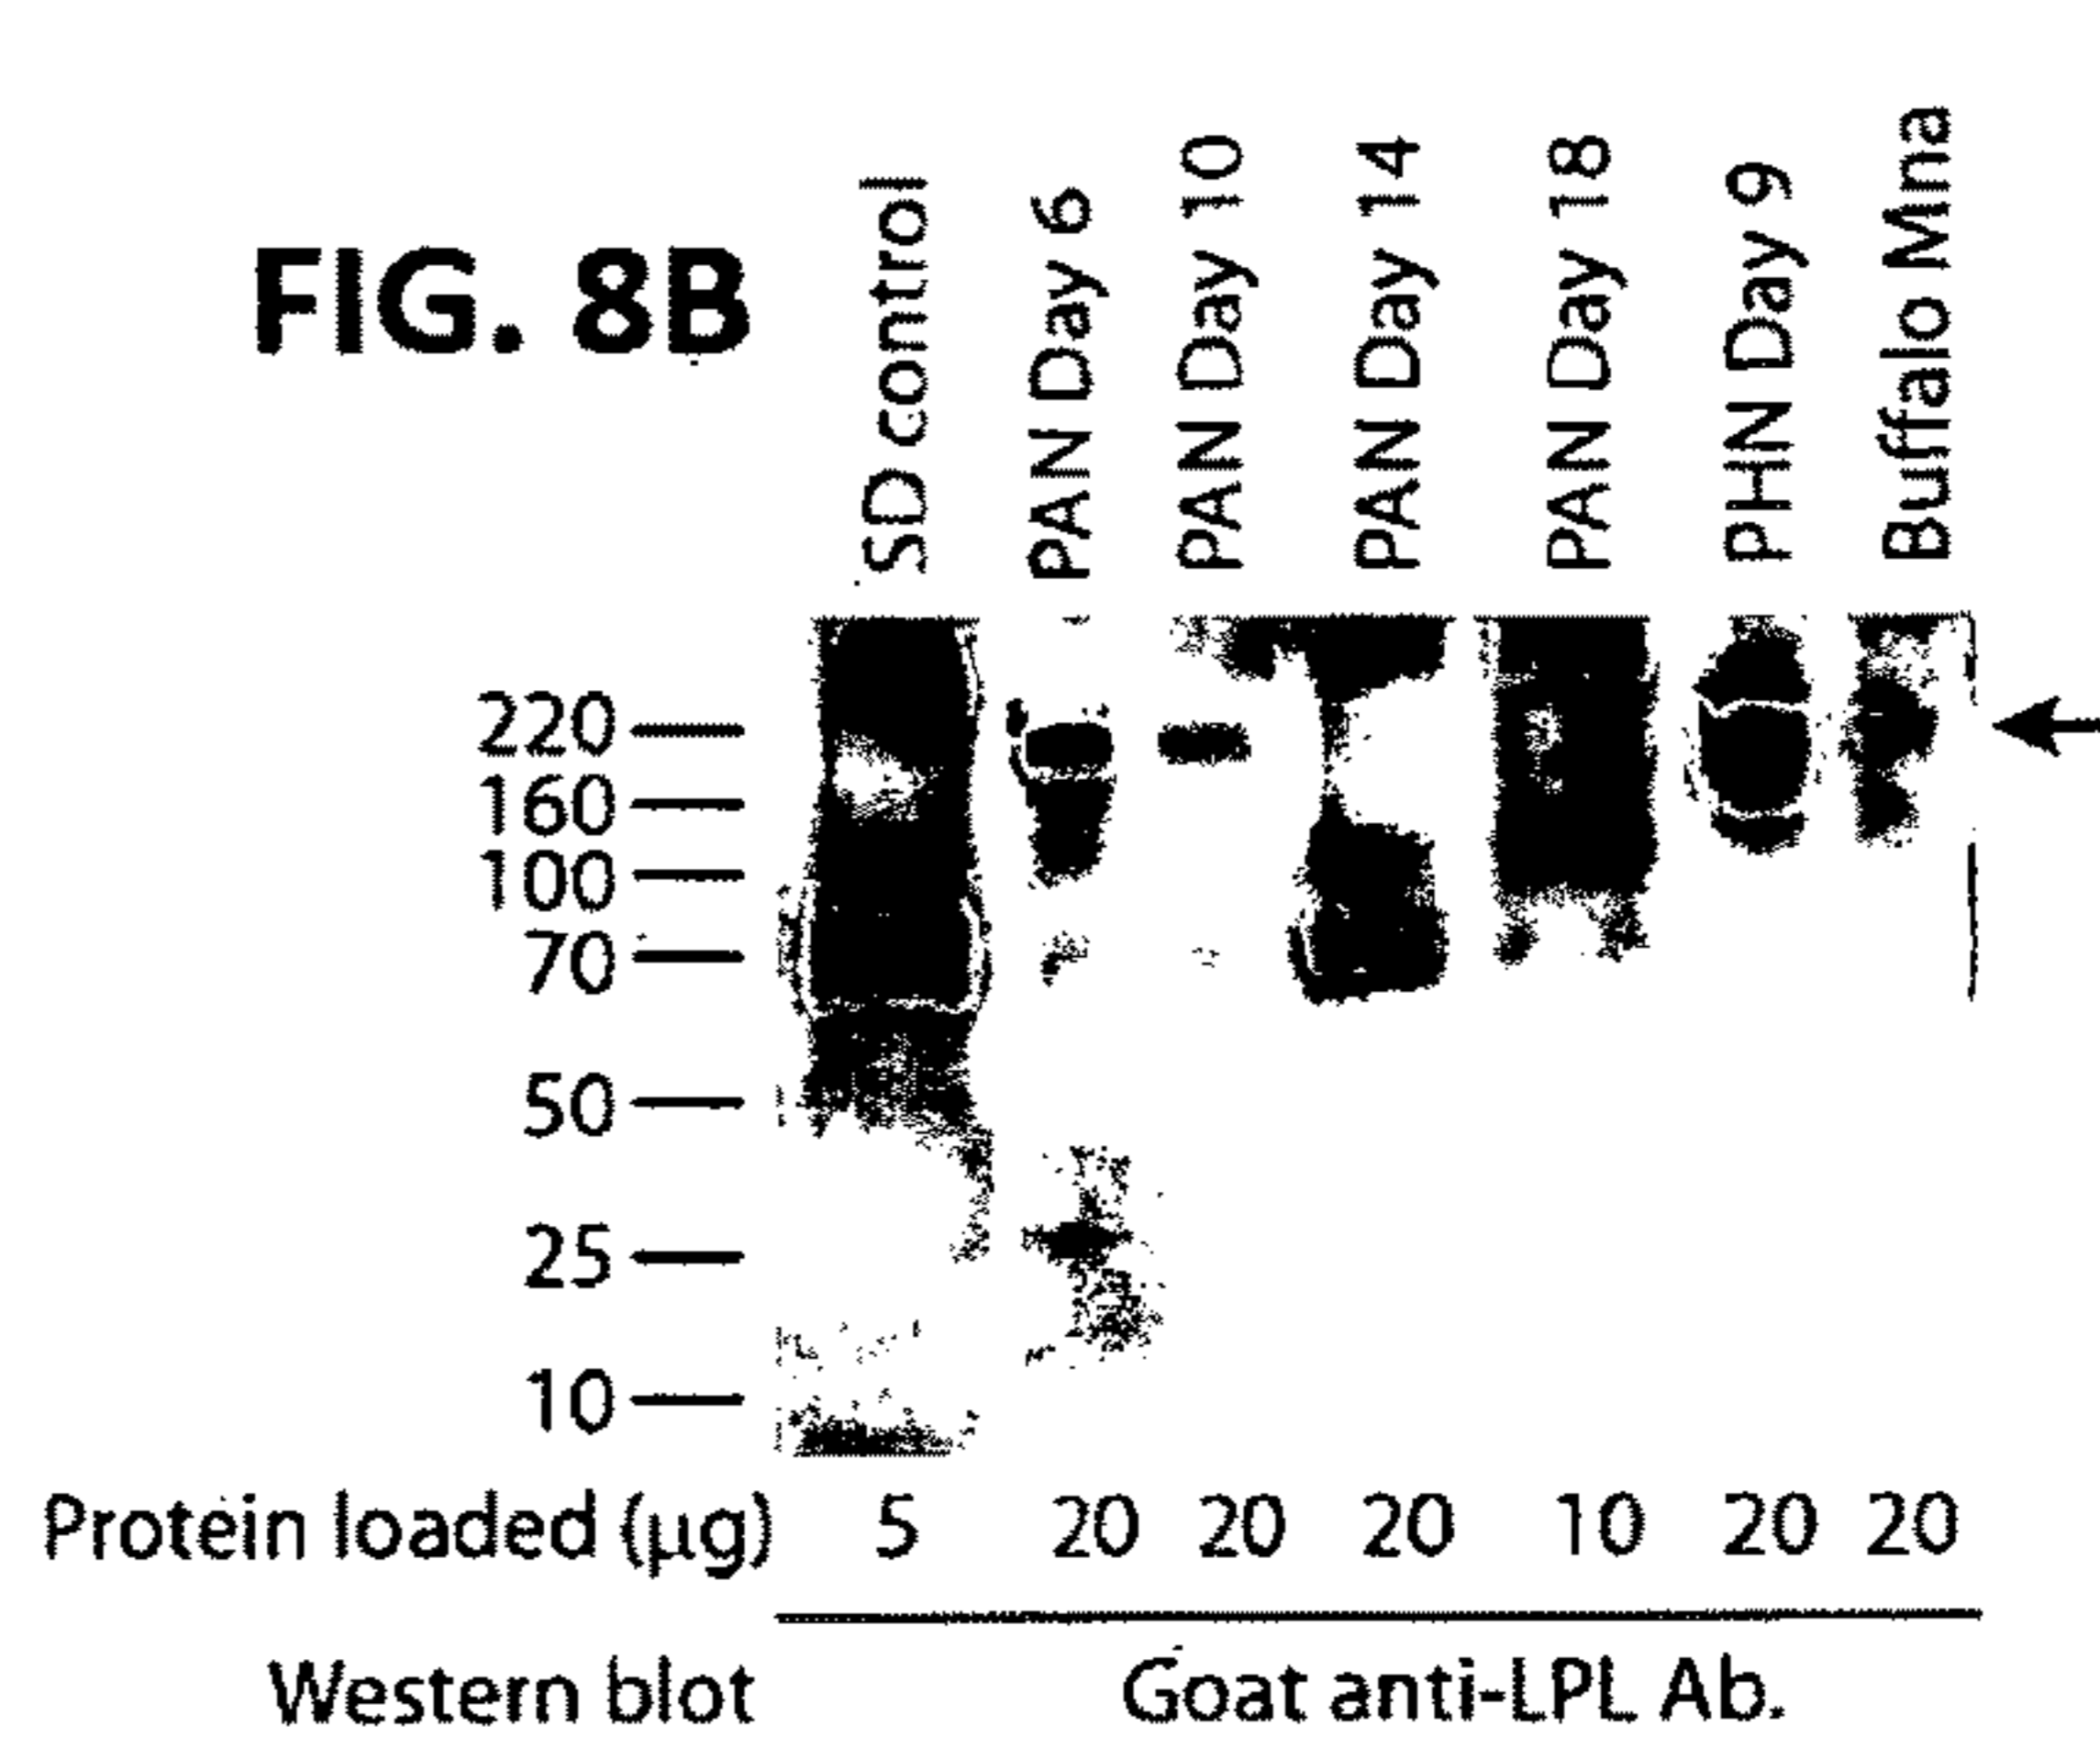 FIG. 8B
SD control
PAN Day 6
PAN Day 10
PAN Day 14
PAN Day 18
PHN Day 9
Buffalo Mna
220
160
100
70
50
25
10
Protein loaded (μg) 5 20 20 20 10 20 20
Western blot Goat anti-LPL Ab.